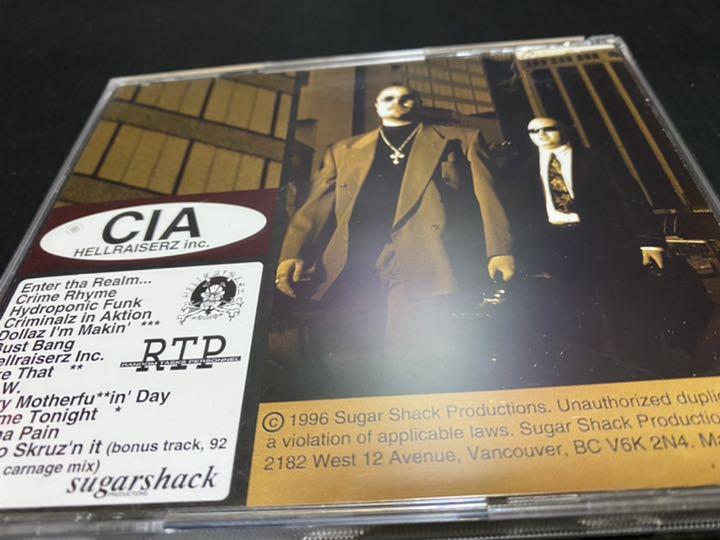 CIA
HELLRAISERZ inc.
Enter tha Realm...
Crime Rhyme
Hydroponic Funk
Criminalz in Aktion
Dollaz I'm Makin' ***
Bust Bang
ellraiserz Inc.
e That **
W.
ry Motherfu**in' Day
me Tonight *
a Pain
o Skruz'n it (bonus track, 92
carnage mix)
Hellraiserz
RTP
RANDOM TASKS PERSONNEL
sugarshack
PRODUCTIONS
© 1996 Sugar Shack Productions. Unauthorized duplic
a violation of applicable laws. Sugar Shack Productio
2182 West 12 Avenue, Vancouver, BC V6K 2N4. Ma